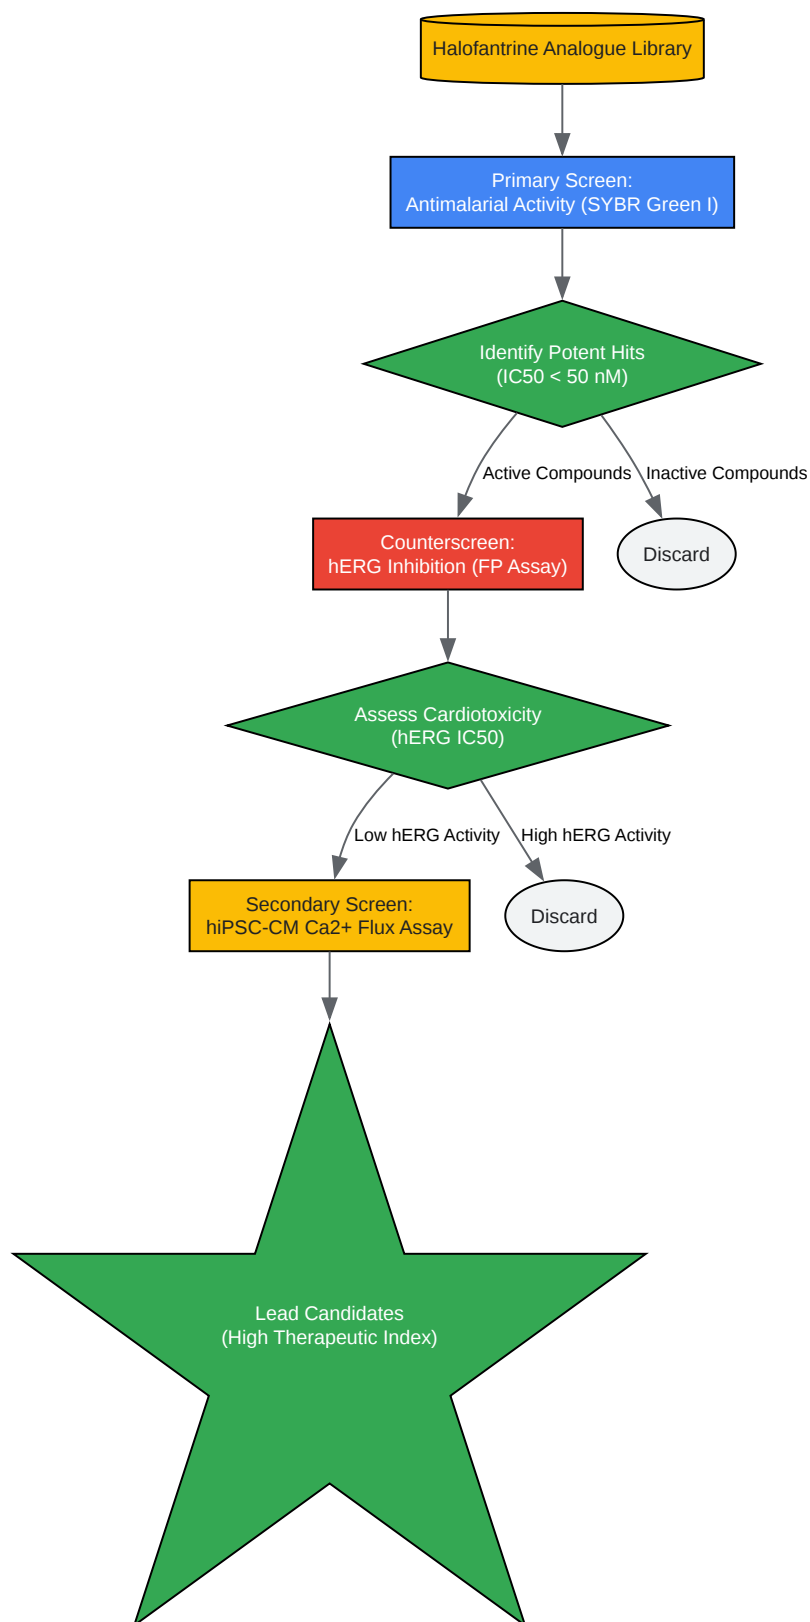 Halofantrine Analogue Library
Primary Screen:
Antimalarial Activity (SYBR Green I)
Identify Potent Hits
(IC50 < 50 nM)
Active Compounds
Inactive Compounds
Counterscreen:
hERG Inhibition (FP Assay)
Discard
Assess Cardiotoxicity
(hERG IC50)
Low hERG Activity
High hERG Activity
Secondary Screen:
hiPSC-CM Ca2+ Flux Assay
Discard
Lead Candidates
(High Therapeutic Index)